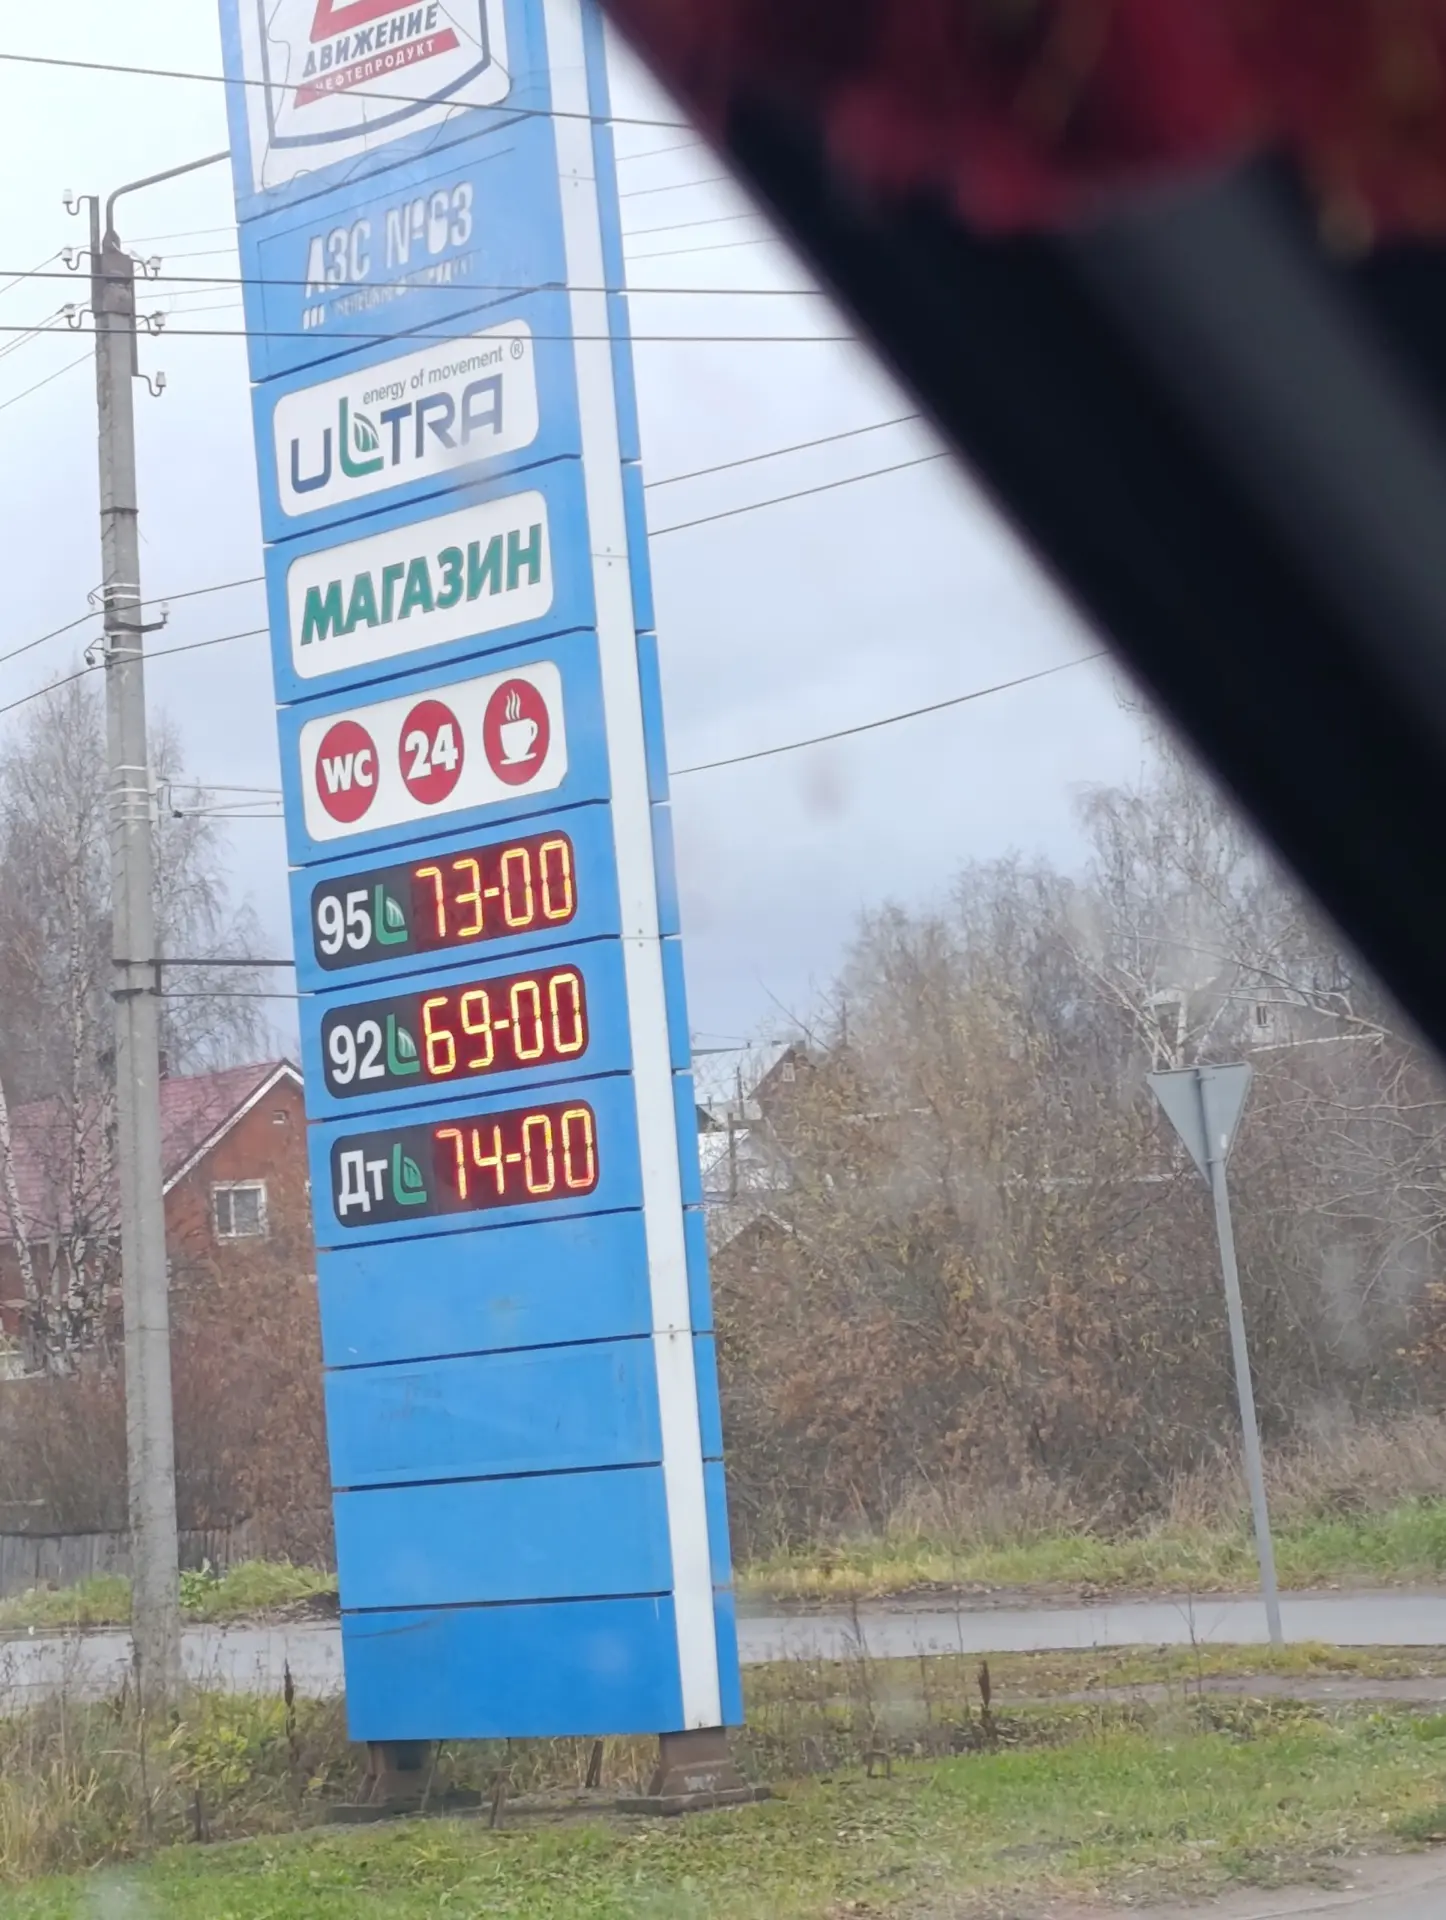 ДВИЖЕНИЕ
НЕФТЕПРОДУКТ
АЗС №63
energy of movement ®
ULTRA
МАГАЗИН
WC 24
95 73-00
92 69-00
Дт 74-00